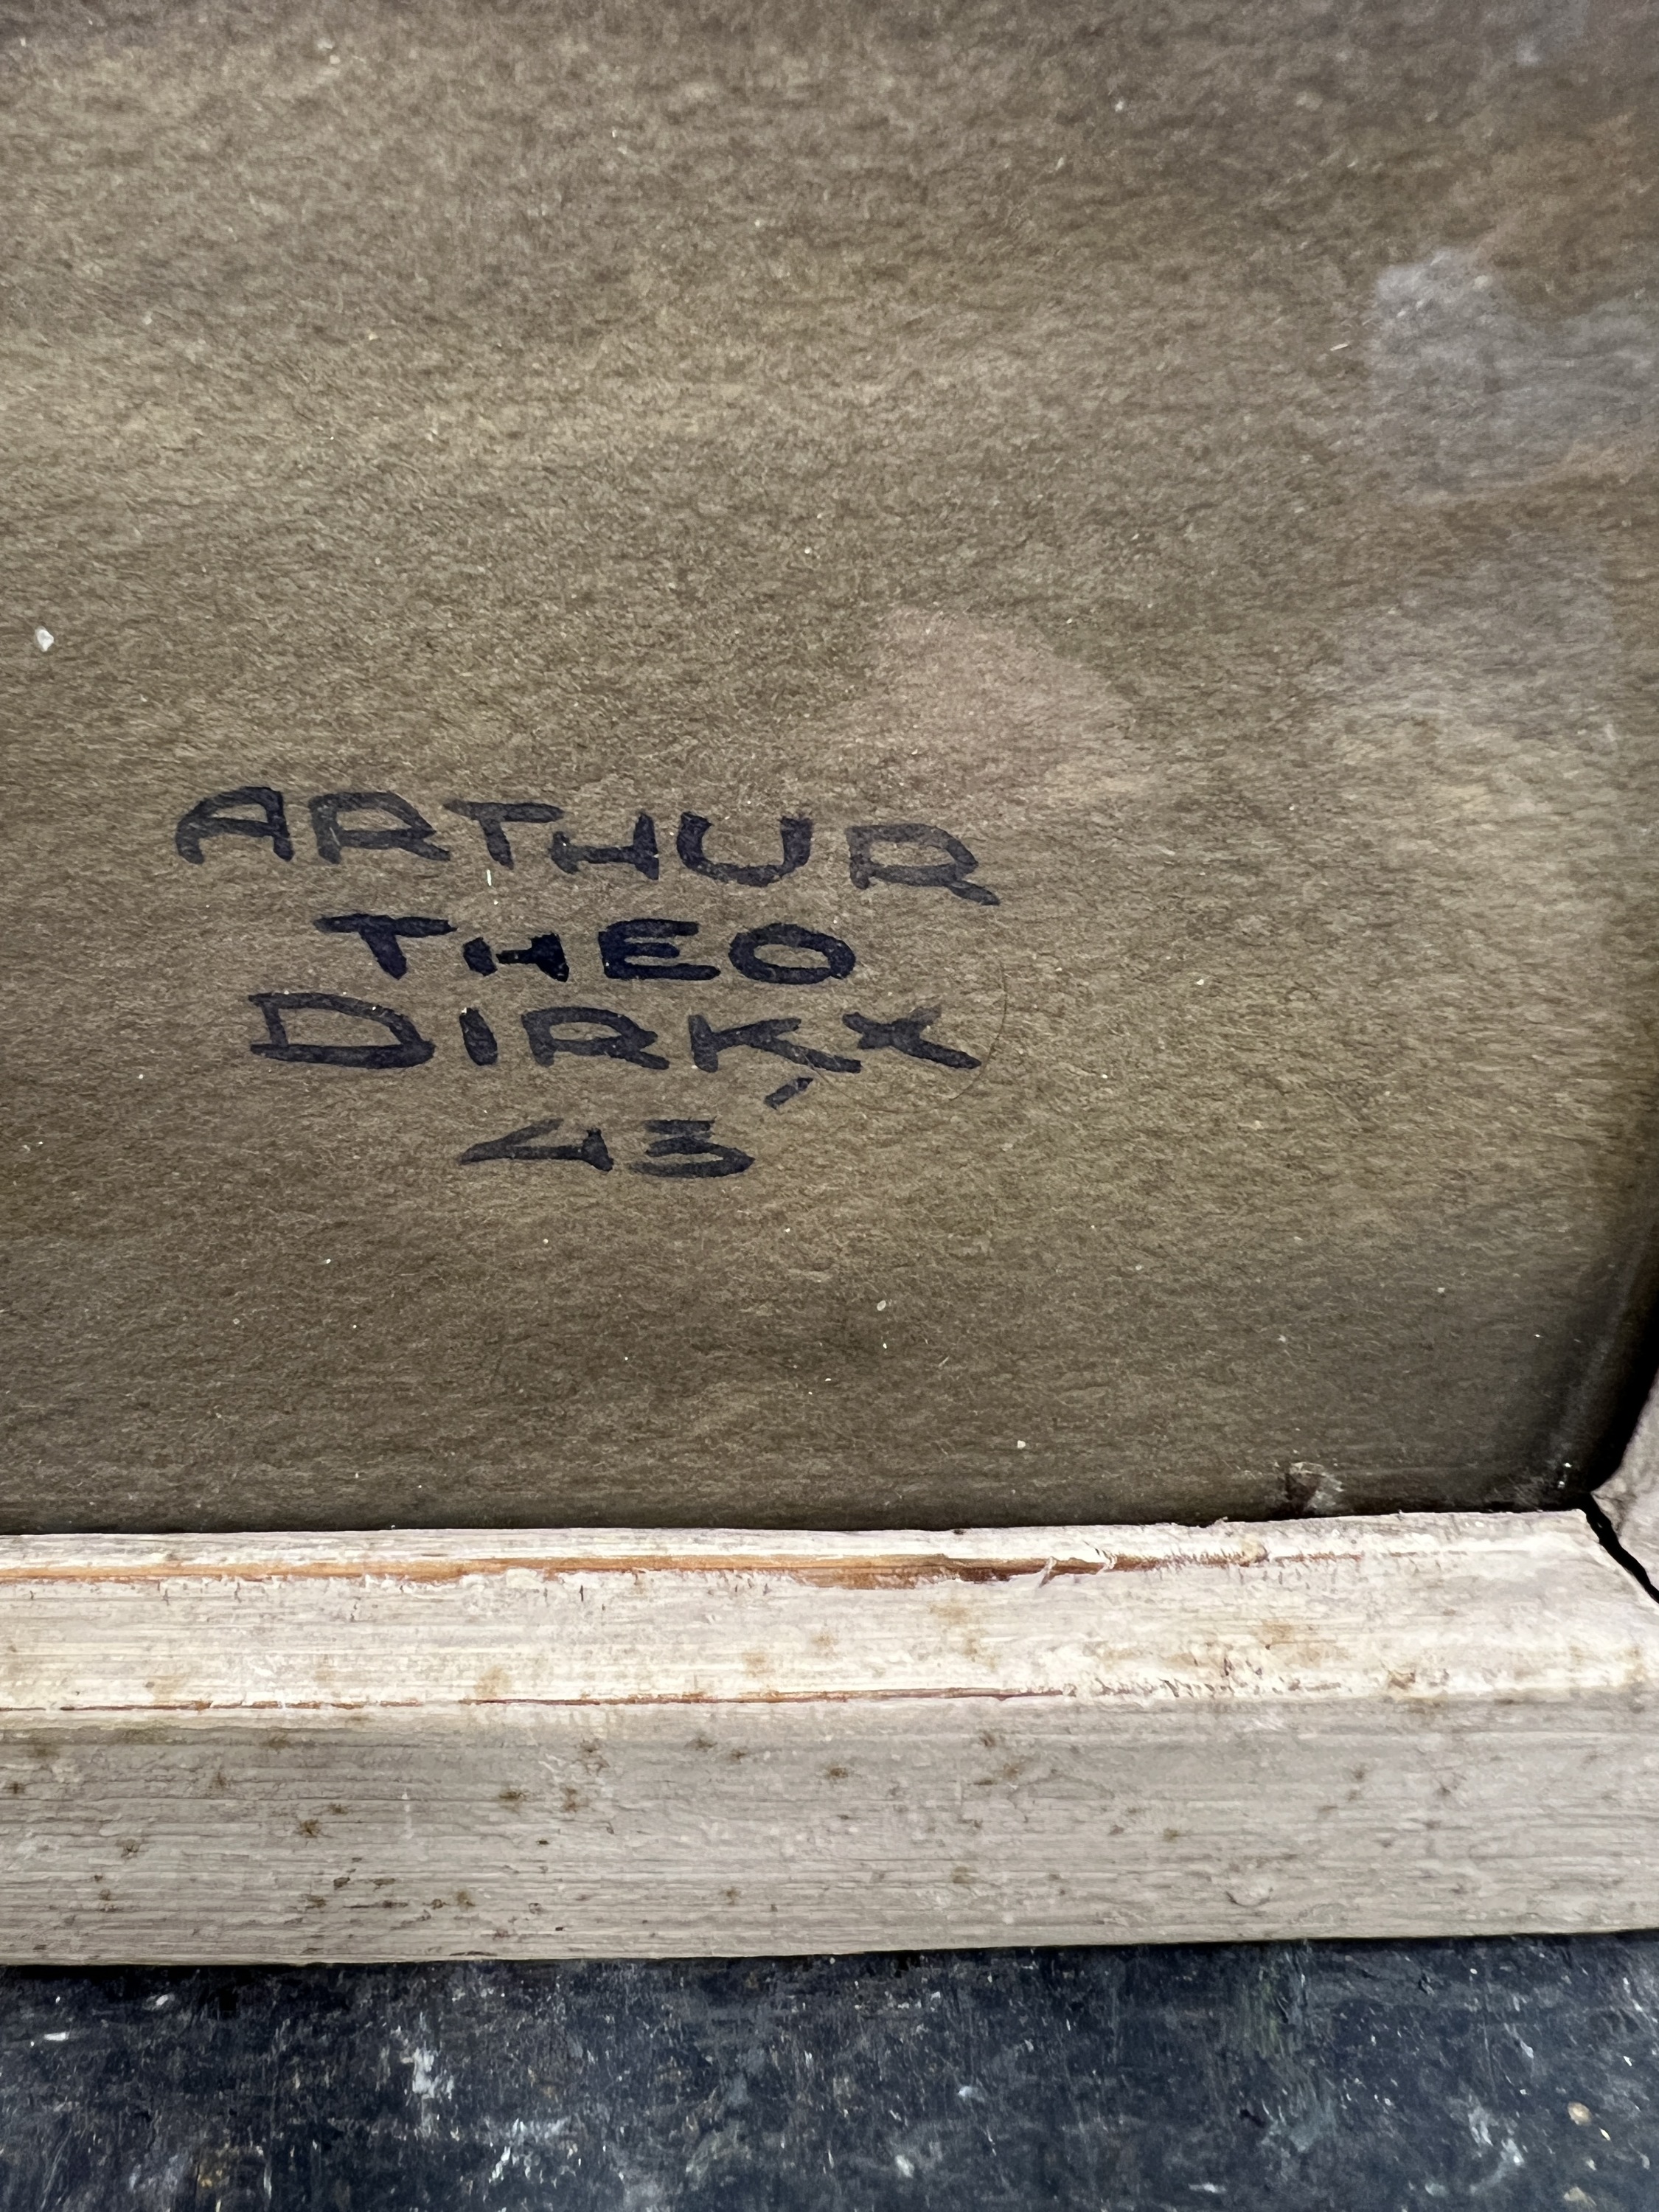 ARTHUR
THEO
DIRKX
'43